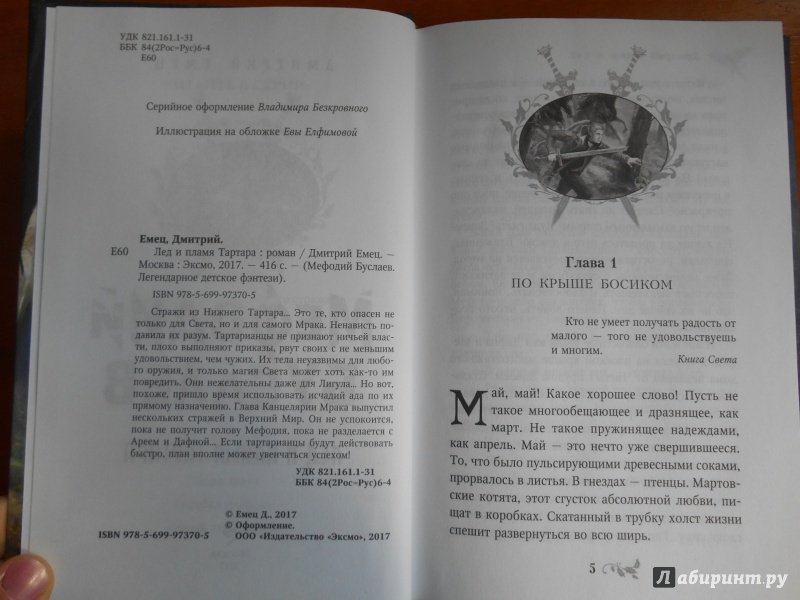 УДК 821.161.1-31
ББК 84(2Рос=Рус)6-4
Е60
Серийное оформление Владимира Безкровного
Иллюстрация на обложке Евы Елфимовой
Емец, Дмитрий.
Е60 Лед и пламя Тартара : роман / Дмитрий Емец. —
Москва : Эксмо, 2017. — 416 с. — (Мефодий Буслаев.
Легендарное детское фэнтези).
ISBN 978-5-699-97370-5
Стражи из Нижнего Тартара... Это те, кто опасен не
только для Света, но и для самого Мрака. Ненависть по-
давила их разум. Тартарианцы не признают ничьей влас-
ти, плохо выполняют приказы, рвут своих с не меньшим
удовольствием, чем чужих. Их тела неуязвимы для любо-
го оружия, и только магия Света может хоть как-то им
повредить. Они нежелательны даже для Лигула... Но вот,
похоже, пришло время использовать исчадий ада по их
прямому назначению. Глава Канцелярии Мрака выпустил
нескольких стражей в Верхний Мир. Он не успокоится,
пока не получит голову Мефодия, пока не разделается с
Ареем и Дафной... Если тартарианцы будут действовать
быстро, план вполне может увенчаться успехом!
УДК 821.161.1-31
ББК 84(2Рос=Рус)6-4
© Емец Д., 2017
© Оформление.
ISBN 978-5-699-97370-5 ООО «Издательство «Эксмо», 2017
Глава 1
ПО КРЫШЕ БОСИКОМ
Кто не умеет получать радость от
малого — того не удовольствуешь
и многим.
Книга Света
Май, май! Какое хорошее слово! Пусть не
такое многообещающее и дразнящее, как
март. Не такое пружинящее надеждами,
как апрель. Май — это нечто уже свершившееся.
То, что было пульсирующими древесными соками,
прорвалось в листья. В гнездах — птенцы. Мартов-
ские котята, этот сгусток абсолютной любви, пи-
щат в коробках. Скатанный в трубку холст жизни
спешит развернуться во всю ширь.
5
Лабиринт.ру